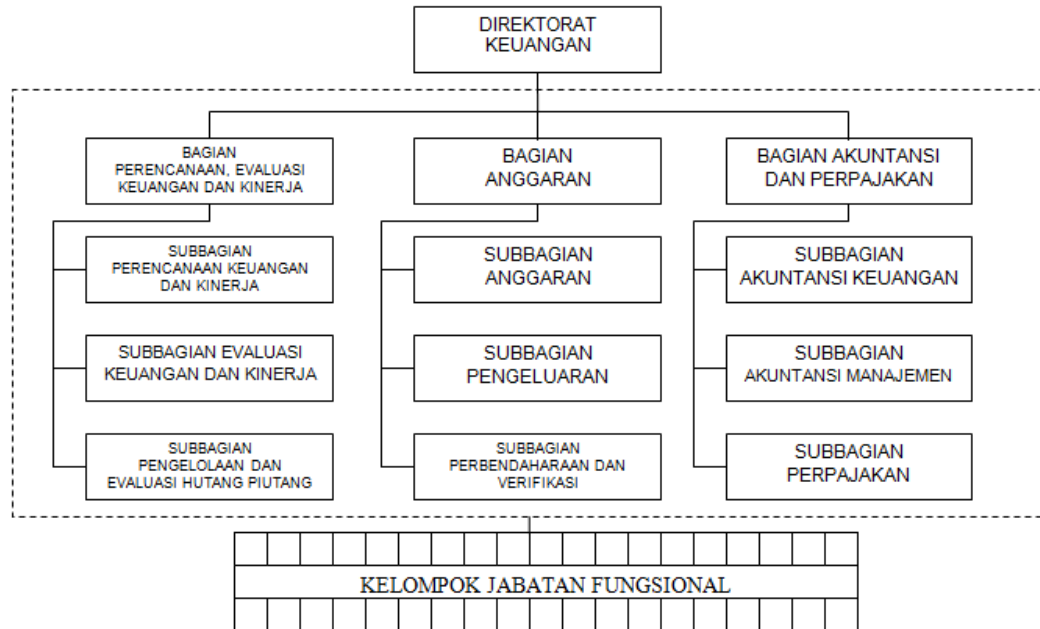 DIREKTORAT
KEUANGAN
BAGIAN
PERENCANAAN, EVALUASI
KEUANGAN DAN KINERJA
BAGIAN
ANGGARAN
BAGIAN AKUNTANSI
DAN PERPAJAKAN
SUBBAGIAN
PERENCANAAN KEUANGAN
DAN KINERJA
SUBBAGIAN
ANGGARAN
SUBBAGIAN
AKUNTANSI KEUANGAN
SUBBAGIAN EVALUASI
KEUANGAN DAN KINERJA
SUBBAGIAN
PENGELUARAN
SUBBAGIAN
AKUNTANSI MANAJEMEN
SUBBAGIAN
PENGELOLAAN DAN
EVALUASI HUTANG PIUTANG
SUBBAGIAN
PERBENDAHARAAN DAN
VERIFIKASI
SUBBAGIAN
PERPAJAKAN
KELOMPOK JABATAN FUNGSIONAL